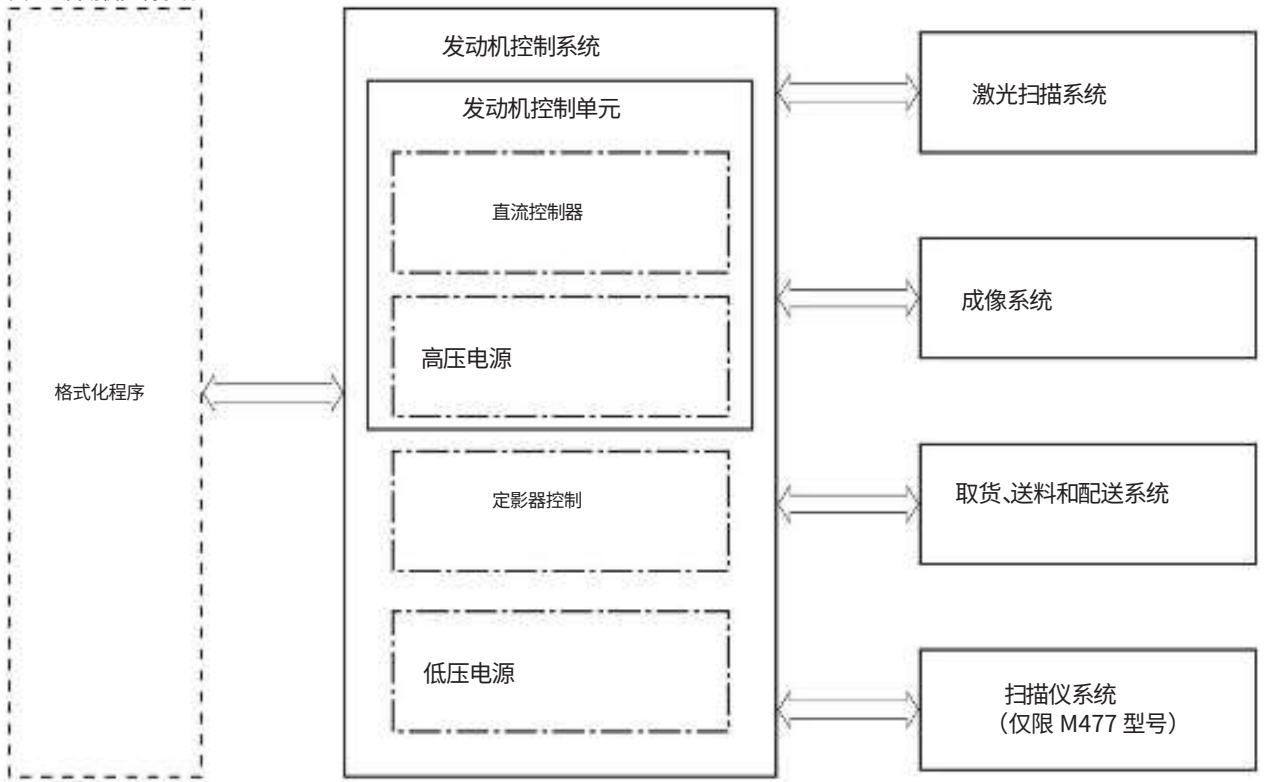 发动机控制系统
发动机控制单元
直流控制器
高压电源
定影器控制
低压电源
格式化程序
激光扫描系统
成像系统
取货、送料和配送系统
扫描仪系统
（仅限 M477 型号）